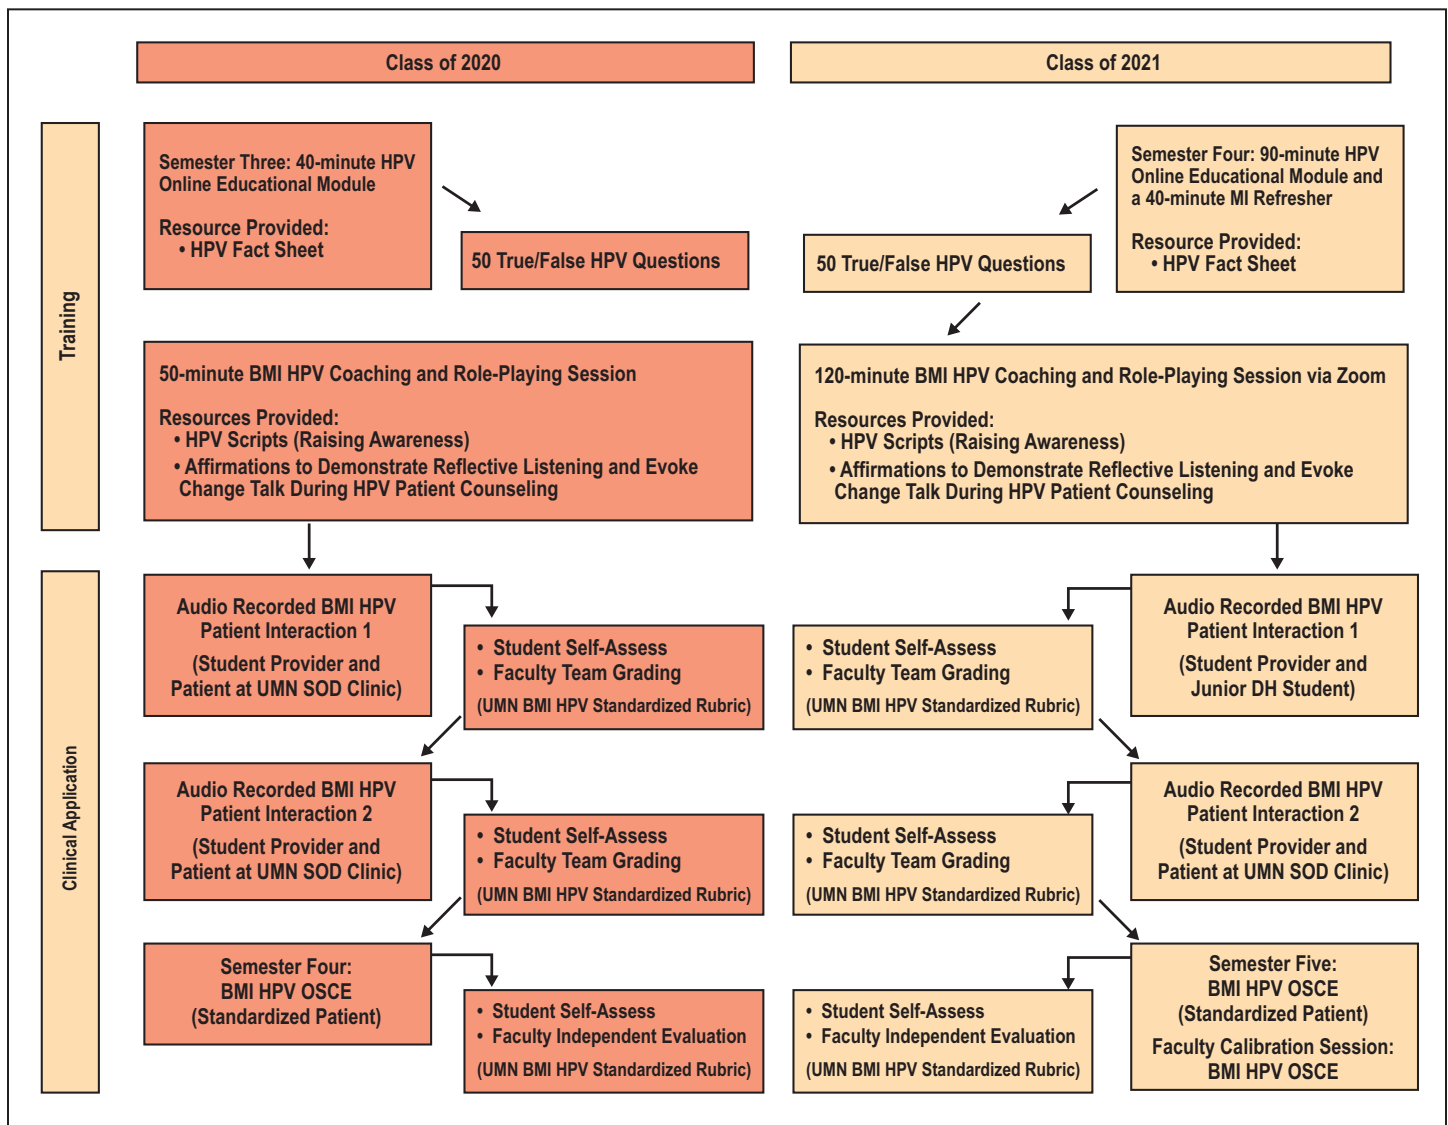 Class of 2020
Class of 2021
Training
Semester Three: 40-minute HPV
Online Educational Module
Resource Provided:
• HPV Fact Sheet
50 True/False HPV Questions
Semester Four: 90-minute HPV
Online Educational Module and
a 40-minute MI Refresher
Resource Provided:
• HPV Fact Sheet
50 True/False HPV Questions
50-minute BMI HPV Coaching and Role-Playing Session
Resources Provided:
• HPV Scripts (Raising Awareness)
• Affirmations to Demonstrate Reflective Listening and Evoke
Change Talk During HPV Patient Counseling
120-minute BMI HPV Coaching and Role-Playing Session via Zoom
Resources Provided:
• HPV Scripts (Raising Awareness)
• Affirmations to Demonstrate Reflective Listening and Evoke
Change Talk During HPV Patient Counseling
Clinical Application
Audio Recorded BMI HPV
Patient Interaction 1
(Student Provider and
Patient at UMN SOD Clinic)
• Student Self-Assess
• Faculty Team Grading
(UMN BMI HPV Standardized Rubric)
• Student Self-Assess
• Faculty Team Grading
(UMN BMI HPV Standardized Rubric)
Audio Recorded BMI HPV
Patient Interaction 1
(Student Provider and
Junior DH Student)
Audio Recorded BMI HPV
Patient Interaction 2
(Student Provider and
Patient at UMN SOD Clinic)
• Student Self-Assess
• Faculty Team Grading
(UMN BMI HPV Standardized Rubric)
• Student Self-Assess
• Faculty Team Grading
(UMN BMI HPV Standardized Rubric)
Audio Recorded BMI HPV
Patient Interaction 2
(Student Provider and
Patient at UMN SOD Clinic)
Semester Four:
BMI HPV OSCE
(Standardized Patient)
• Student Self-Assess
• Faculty Independent Evaluation
(UMN BMI HPV Standardized Rubric)
• Student Self-Assess
• Faculty Independent Evaluation
(UMN BMI HPV Standardized Rubric)
Semester Five:
BMI HPV OSCE
(Standardized Patient)
Faculty Calibration Session:
BMI HPV OSCE